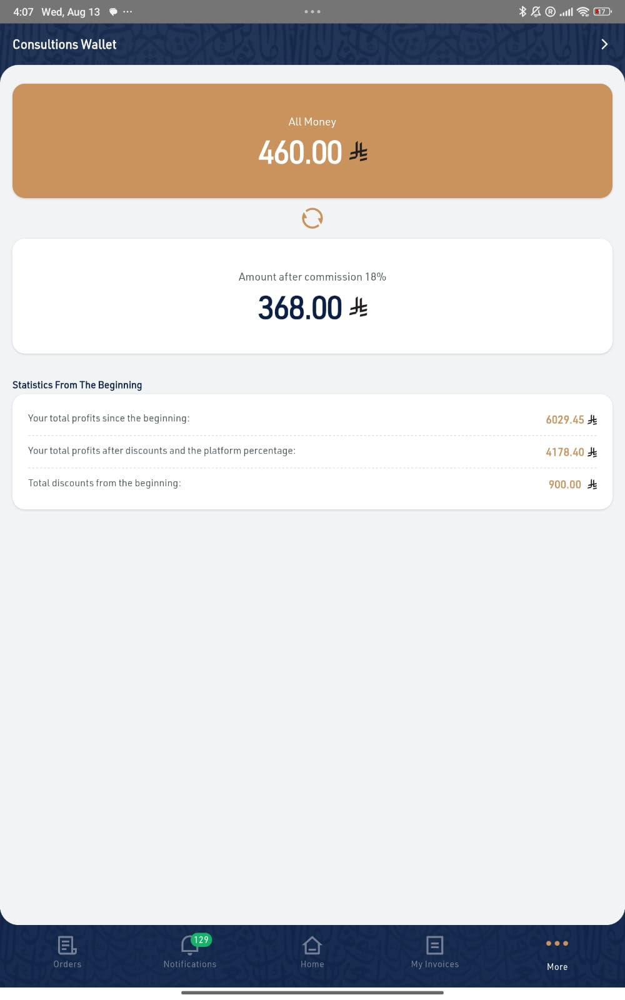 4:07 Wed, Aug 13
17
Consultions Wallet
All Money
460.00
Amount after commission 18%
368.00
Statistics From The Beginning
Your total profits since the beginning: 6029.45
Your total profits after discounts and the platform percentage: 4178.40
Total discounts from the beginning: 900.00
129
Orders Notifications Home My Invoices More